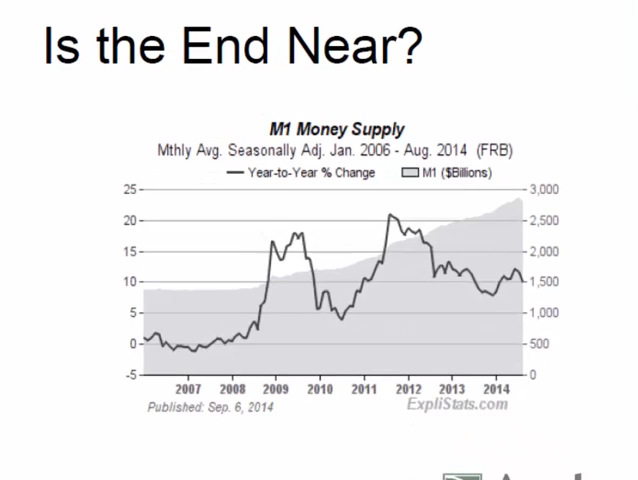 Is the End Near?
M1 Money Supply
Mthly Avg. Seasonally Adj. Jan. 2006 - Aug. 2014 (FRB)
Year-to-Year % Change M1 ($Billions)
25 3,000
20 2,500
15 2,000
10 1,500
5 1,000
0 500
-5 0
2007 2008 2009 2010 2011 2012 2013 2014
Published: Sep. 6, 2014 ExpliStats.com